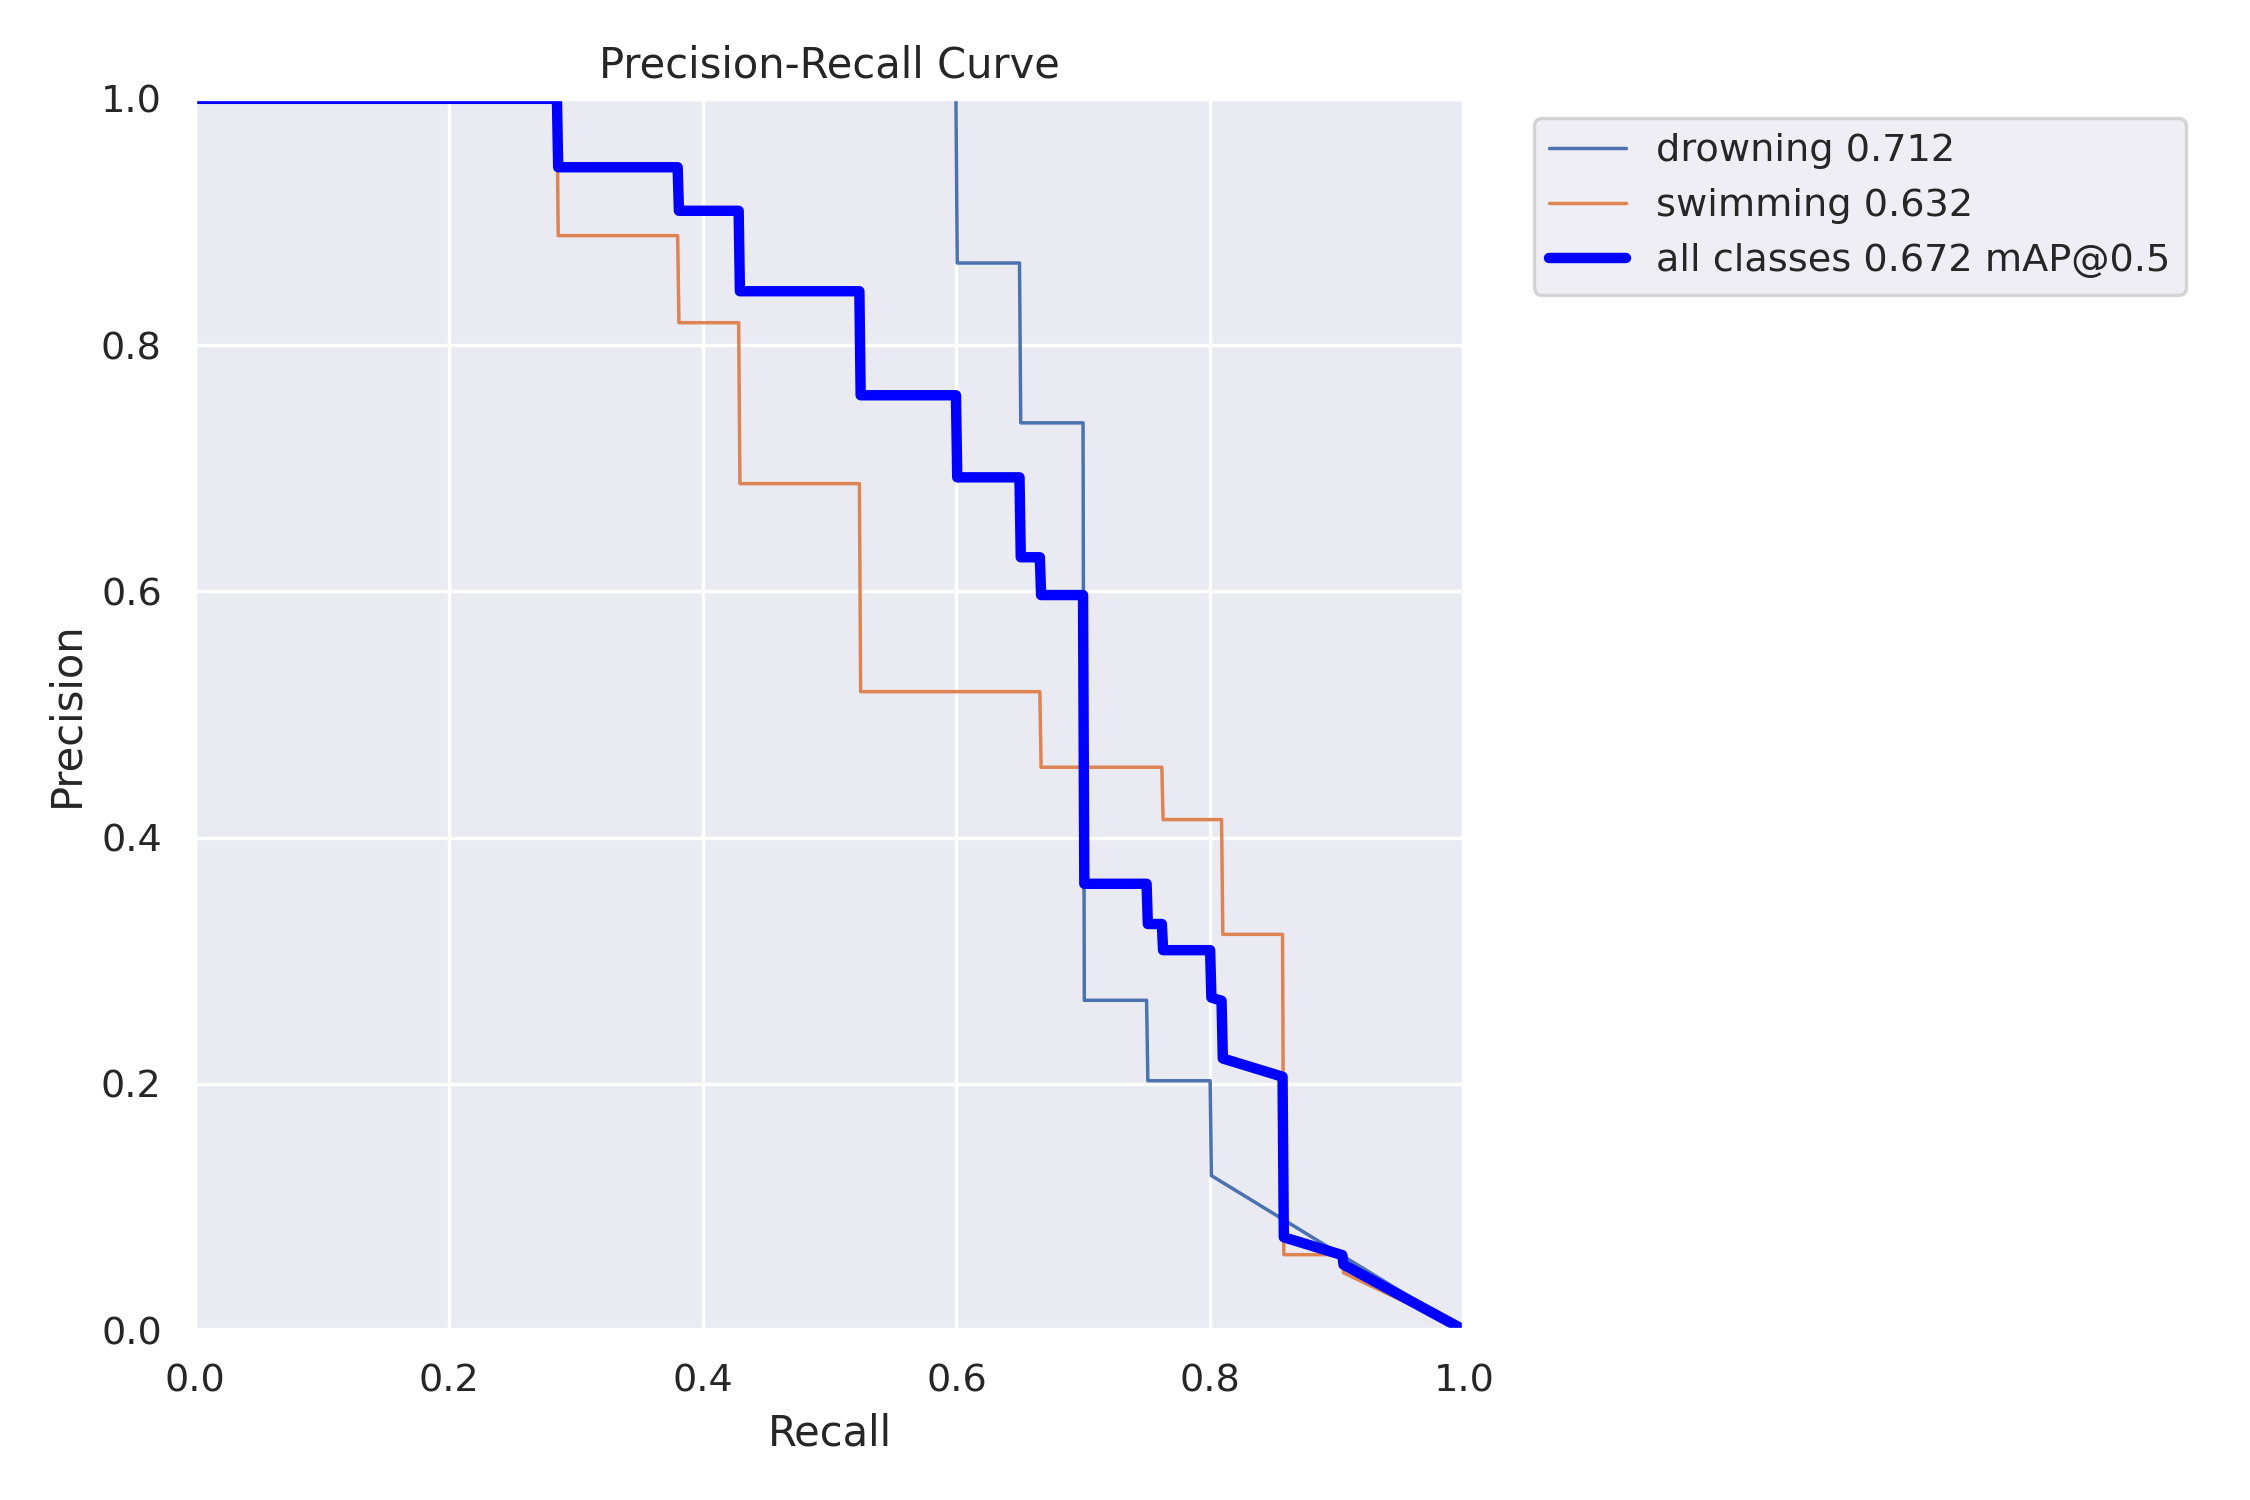 Precision-Recall Curve
1.0
0.8
0.6
0.4
0.2
0.0
Precision
0.0 0.2 0.4 0.6 0.8 1.0
Recall
drowning 0.712
swimming 0.632
all classes 0.672 mAP@0.5